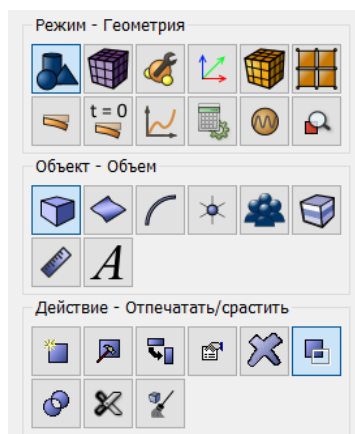 Режим - Геометрия
t = 0
Объект - Объем
A
Действие - Отпечатать/срастить